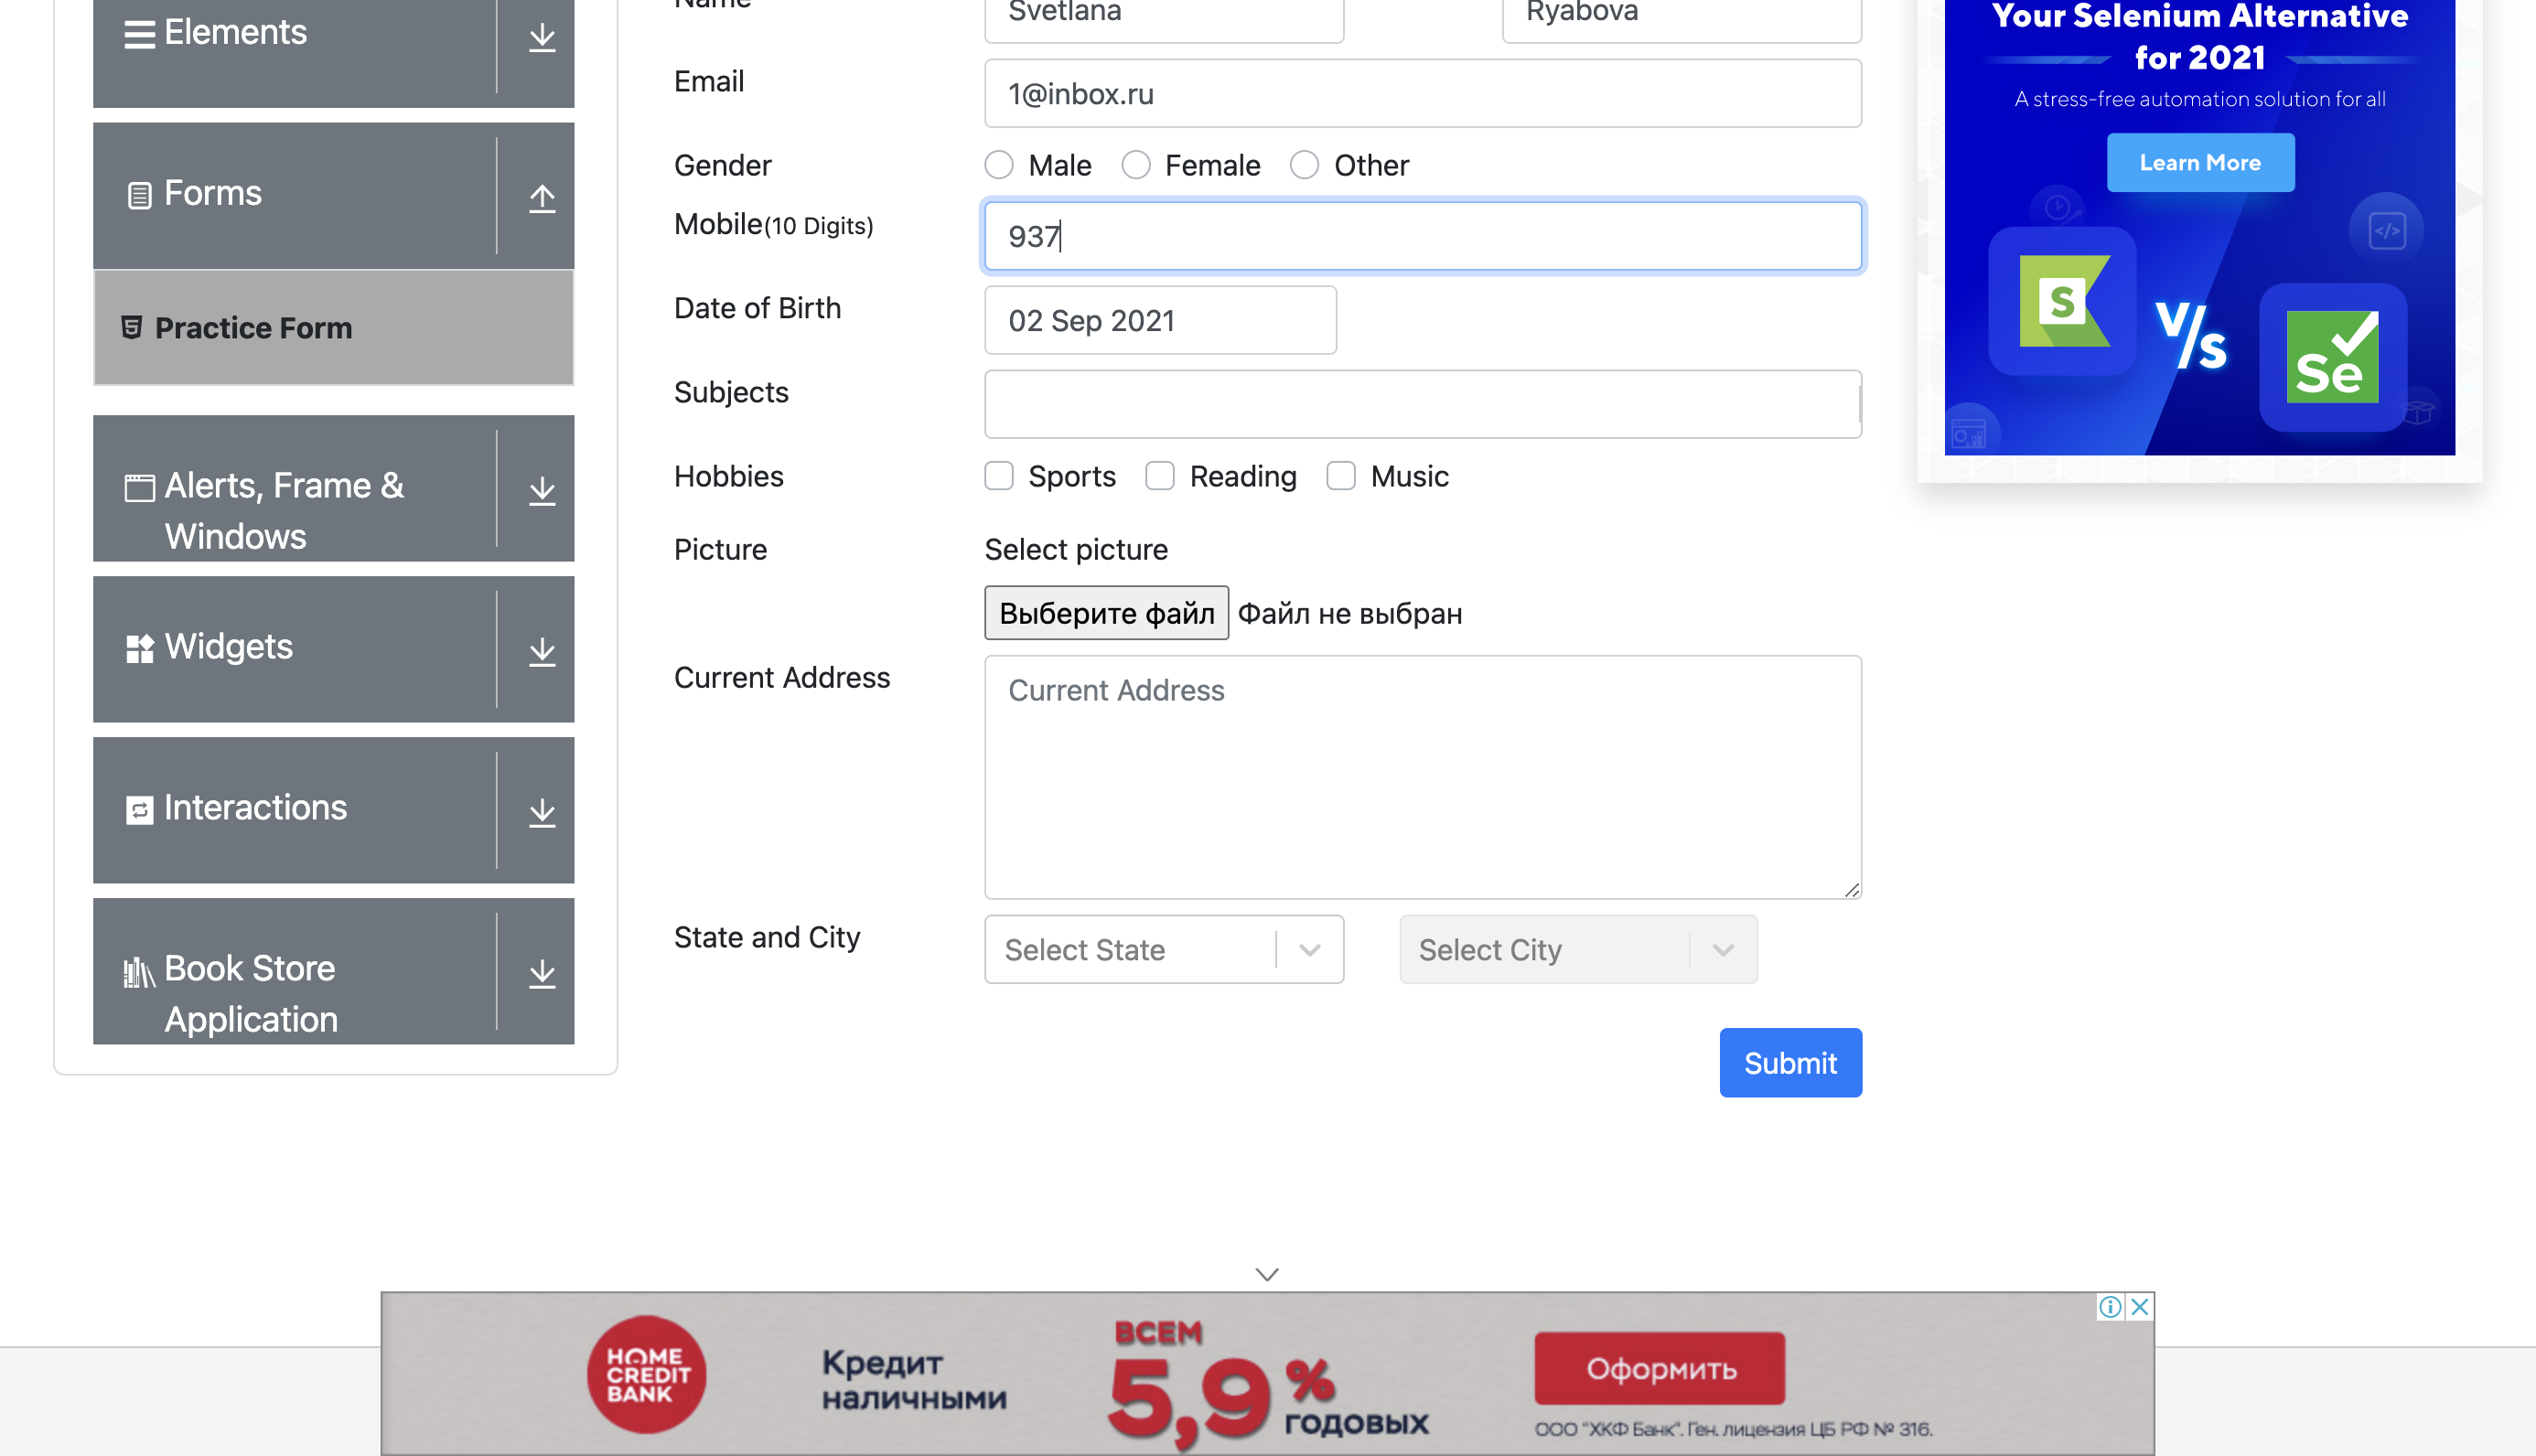 Elements
Forms
Practice Form
Alerts, Frame &
Windows
Widgets
Interactions
Book Store
Application
Name
Svetlana
Ryabova
Email
1@inbox.ru
Gender
Male
Female
Other
Mobile(10 Digits)
937
Date of Birth
02 Sep 2021
Subjects
Hobbies
Sports
Reading
Music
Picture
Select picture
Выберите файл
Файл не выбран
Current Address
Current Address
State and City
Select State
Select City
Submit
Your Selenium Alternative
for 2021
A stress-free automation solution for all
Learn More
S
V/s
Se
HOME
CREDIT
BANK
Кредит
наличными
ВСЕМ
5,9%
годовых
Оформить
ООО "ХКФ Банк". Ген. лицензия ЦБ РФ № 316.